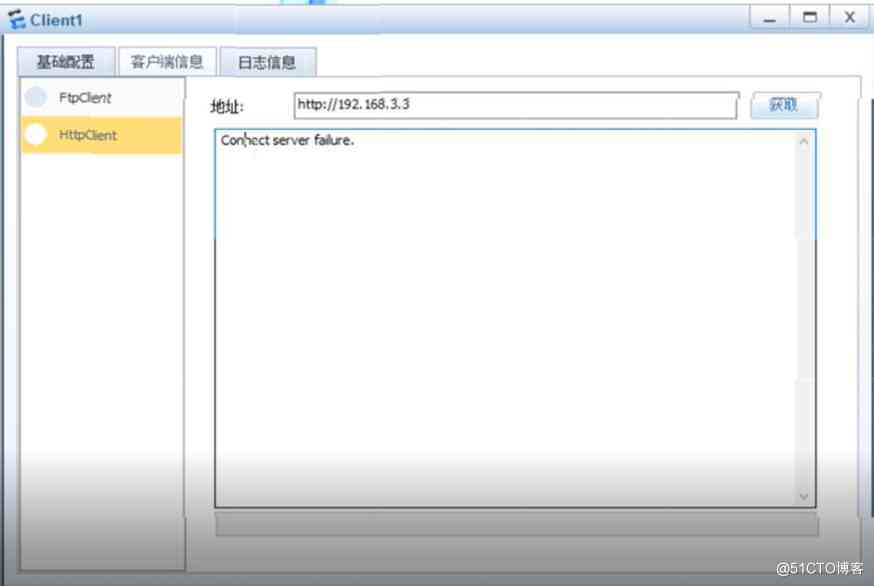 Client1
基础配置 客户端信息 日志信息
FtpClient
HttpClient
地址: http://192.168.3.3 获取
Connect server failure.
@51CTO博客